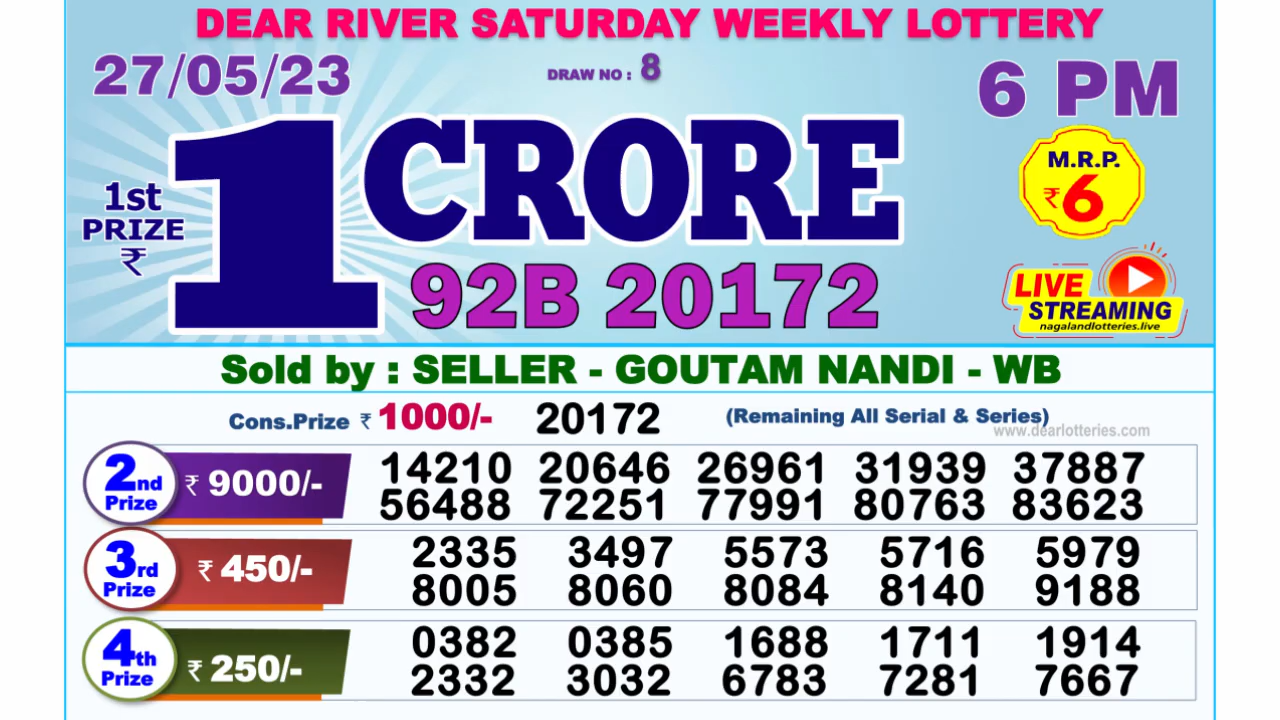 DEAR RIVER SATURDAY WEEKLY LOTTERY
27/05/23
DRAW NO : 8
6 PM
1st
PRIZE
₹
1 CRORE
92B 20172
M.R.P.
₹6
LIVE
STREAMING
nagalandlotteries.live
Sold by : SELLER - GOUTAM NANDI - WB
Cons.Prize ₹ 1000/- 20172 (Remaining All Serial & Series)
www.dearlotteries.com
2nd Prize ₹ 9000/-
14210 20646 26961 31939 37887
56488 72251 77991 80763 83623
3rd Prize ₹ 450/-
2335 3497 5573 5716 5979
8005 8060 8084 8140 9188
4th Prize ₹ 250/-
0382 0385 1688 1711 1914
2332 3032 6783 7281 7667